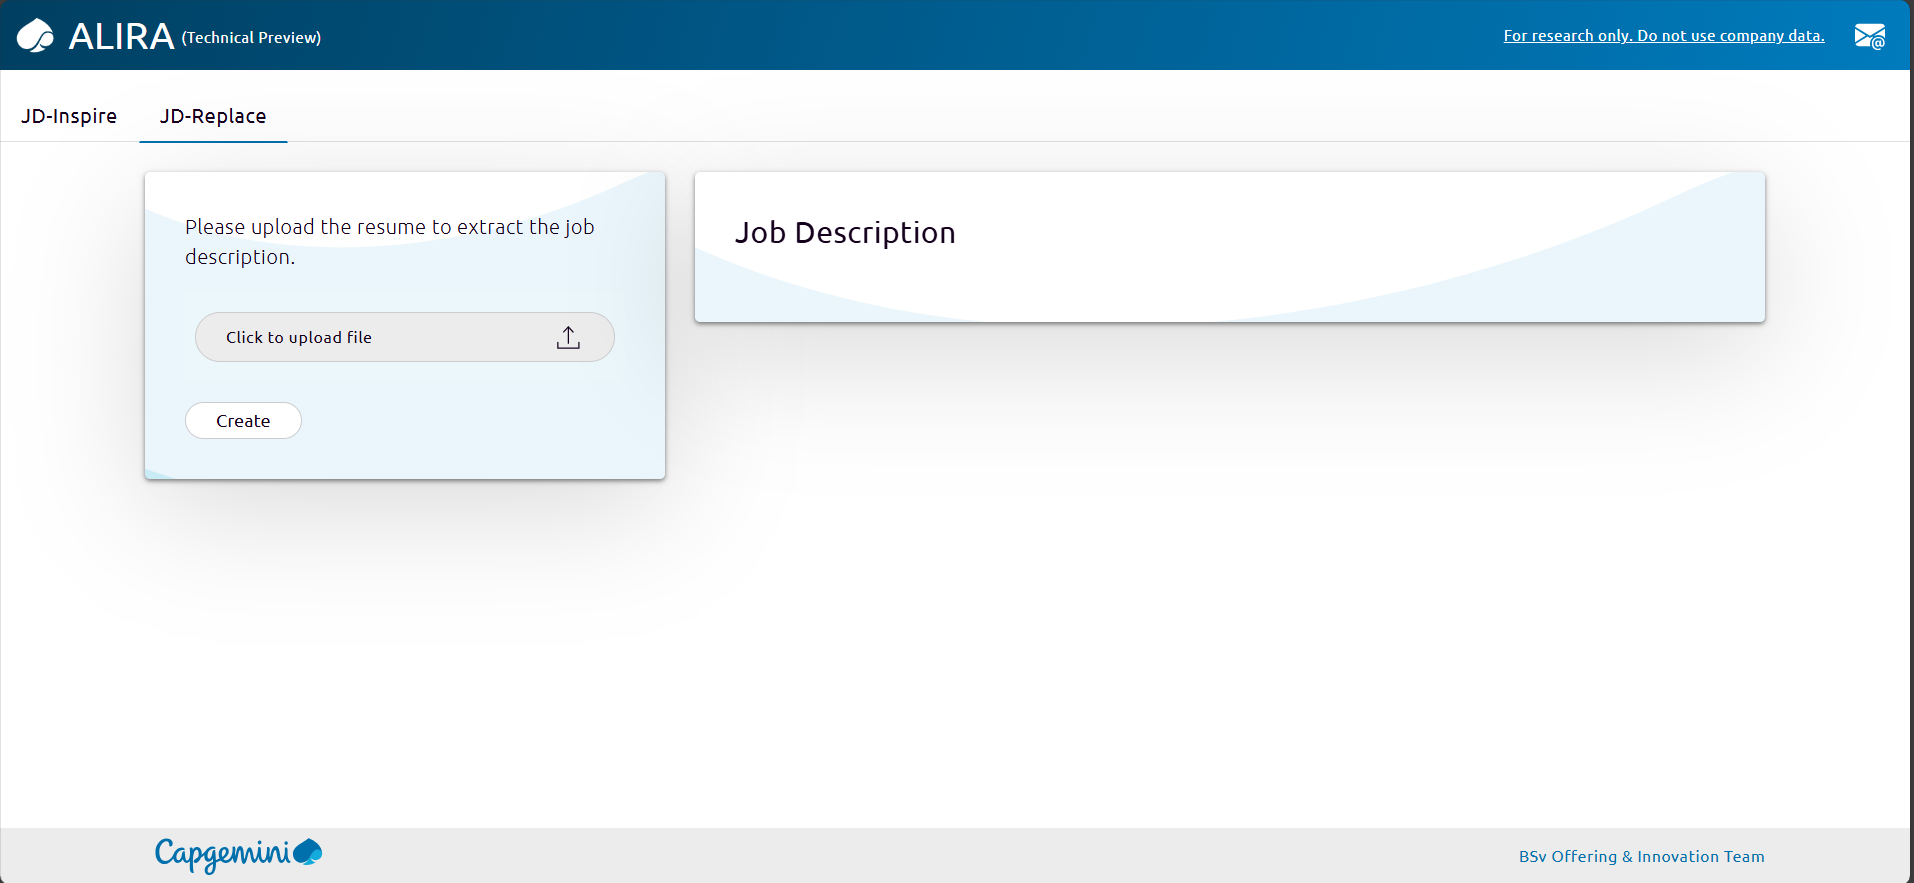 ALIRA (Technical Preview)
For research only. Do not use company data.
JD-Inspire
JD-Replace
Please upload the resume to extract the job
description.
Click to upload file
Create
Job Description
Capgemini
BSv Offering & Innovation Team